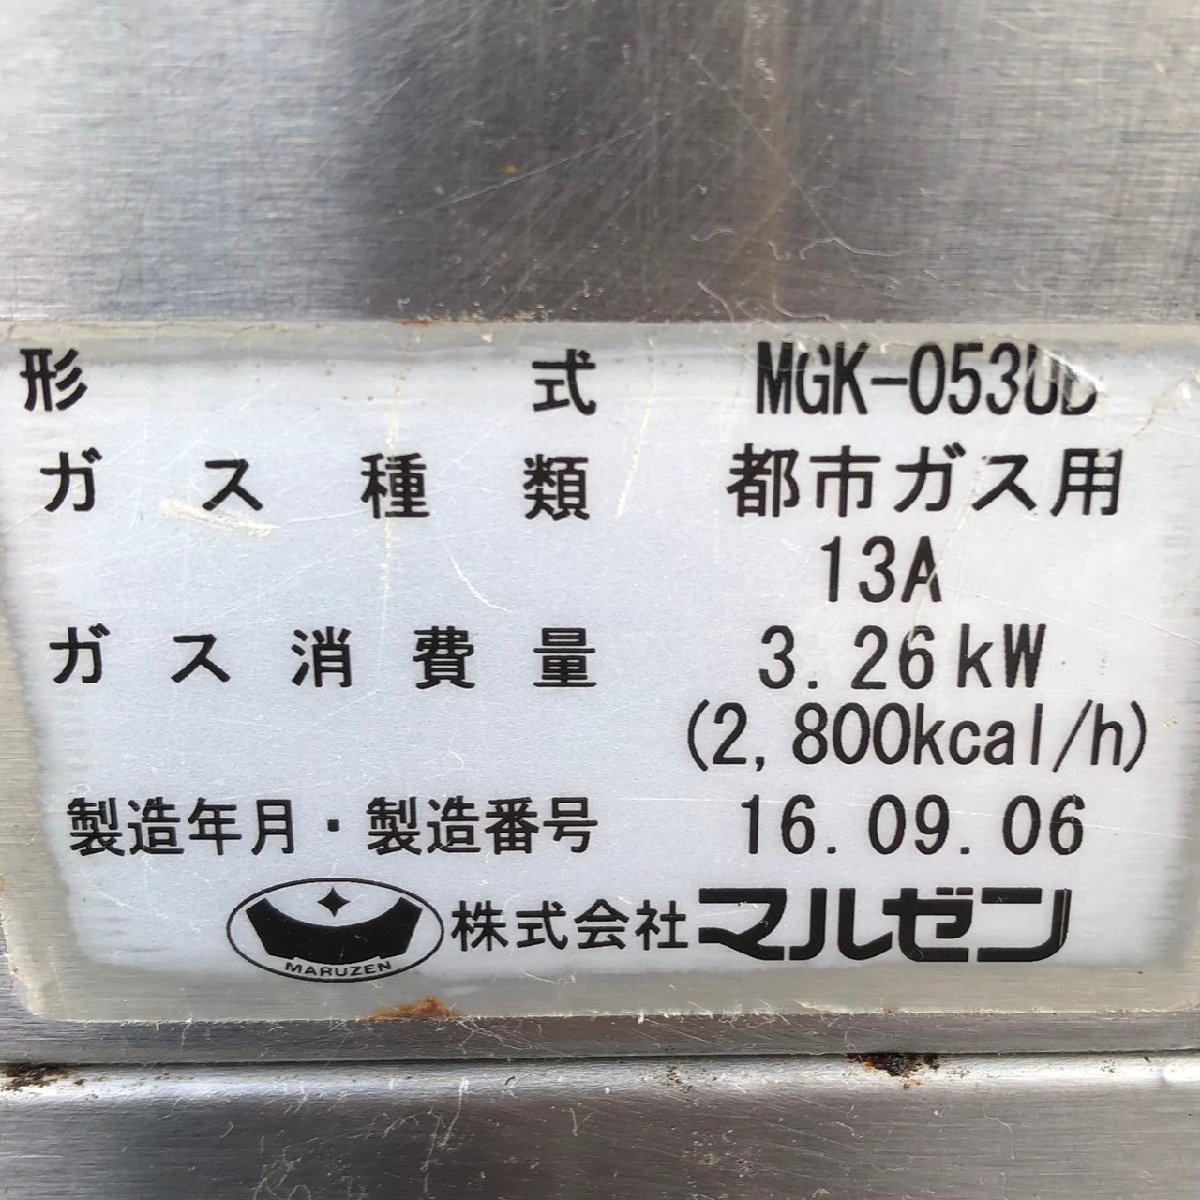 形式 MGK-053UB
ガス種類 都市ガス用
13A
ガス消費量 3.26kW
(2,800kcal/h)
製造年月・製造番号 16.09.06
MARUZEN 株式会社マルゼン